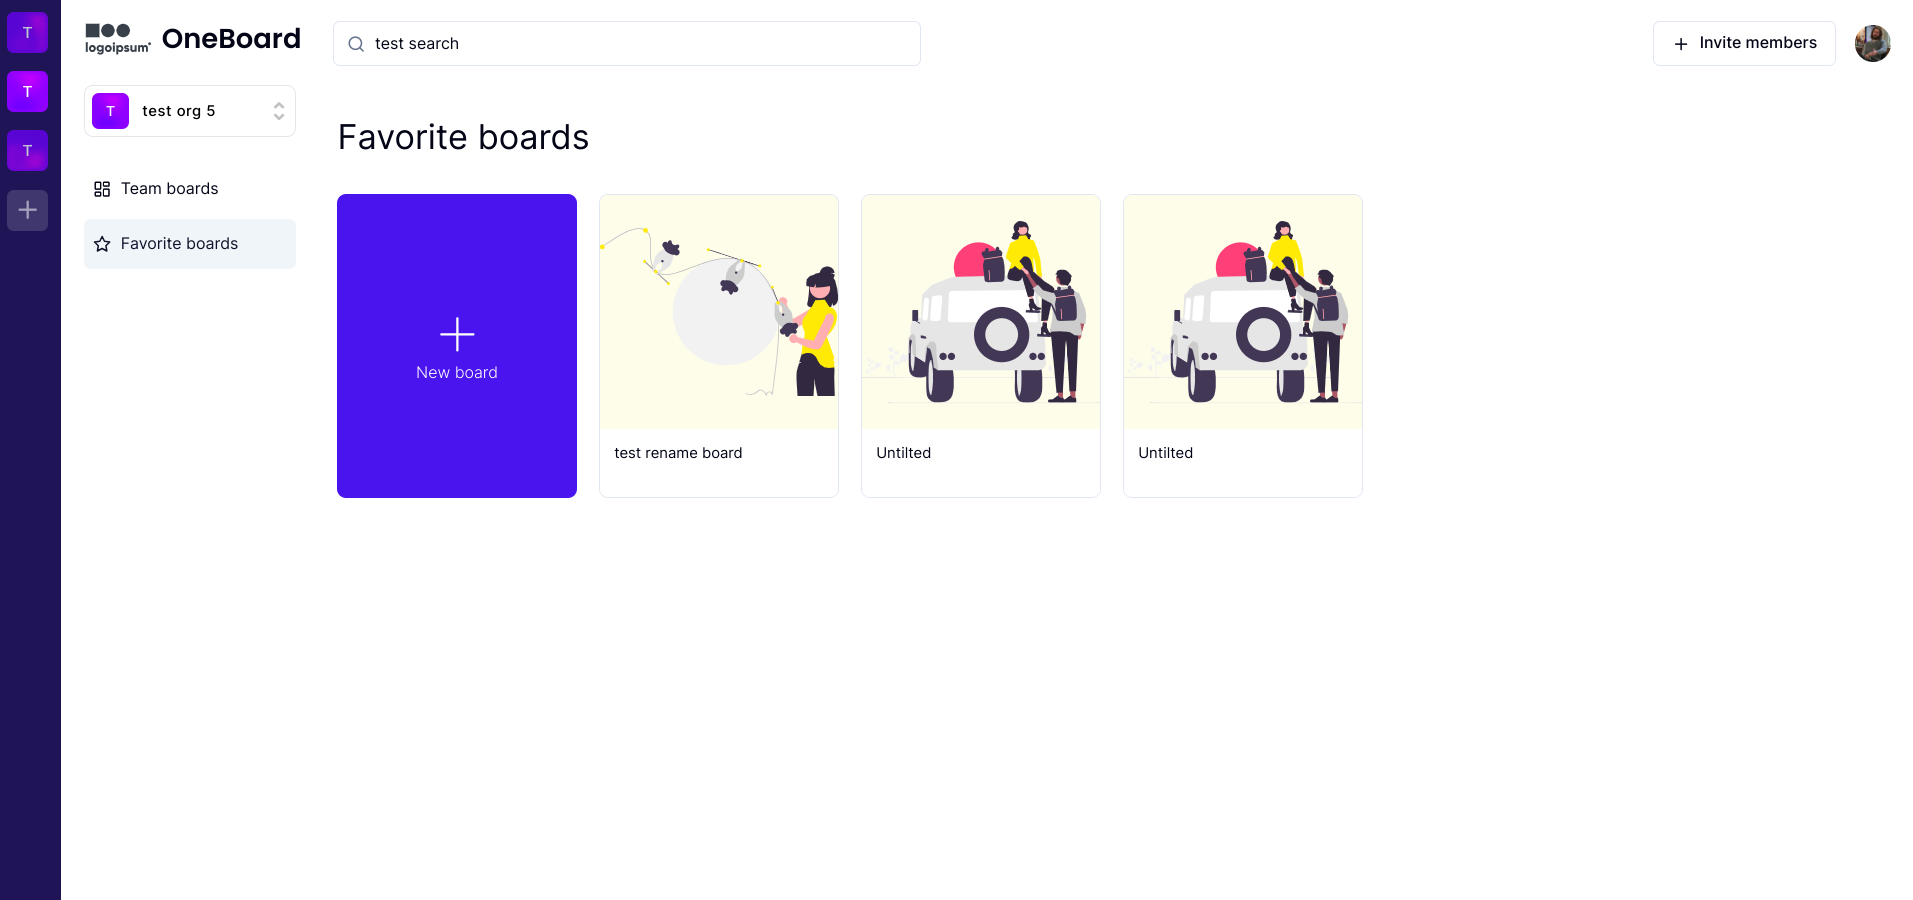 T
T
T
logoipsum®
OneBoard
test search
Invite members
T
test org 5
Team boards
Favorite boards
Favorite boards
New board
test rename board
Untilted
Untilted